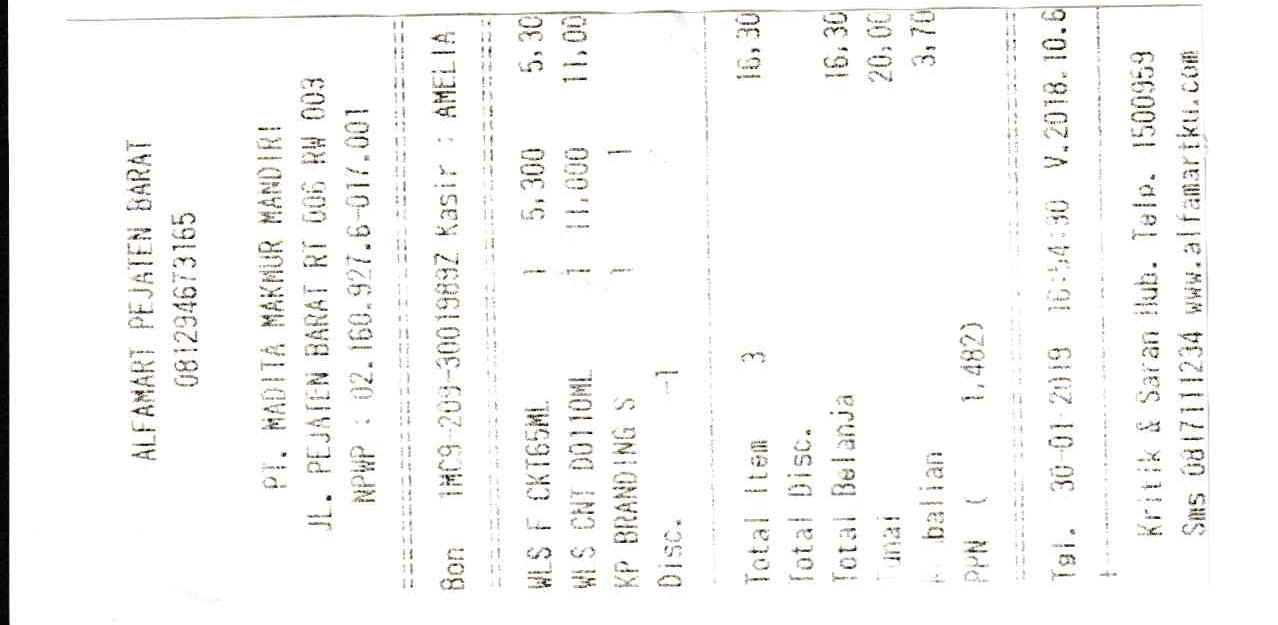 ALFAMART PEJATEN BARAT
081294673165
PT. MADITA MAKMUR MANDIRI
JL. PEJATEN BARAT RT 006 RW 003
NPWP : 02.160.927.6-017.001
Bon 1MC9-209-3001989Z Kasir : AMELIA
WLS F CKT65ML 1 5,300 5,30
WLS CNT DO110ML 1 11,000 11,00
KP BRANDING S 1 1
Disc. -1
Total Item 3 16,30
Total Disc.
Total Belanja 16,30
Tunai 20,00
balian 3,70
PPN ( 1,482)
Tgl. 30-01-2019 V.2018.10.6
Kritik & Saran Hub. Telp. 1500959
Sms 0817111234 www.alfamartku.com